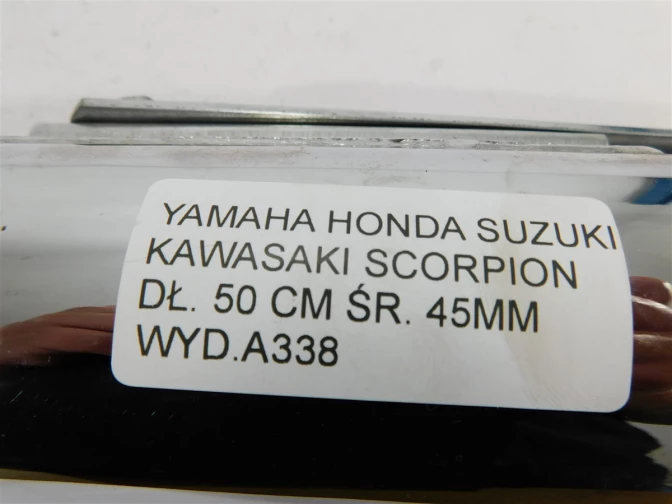 YAMAHA HONDA SUZUKI
KAWASAKI SCORPION
DŁ. 50 CM ŚR. 45MM
WYD.A338